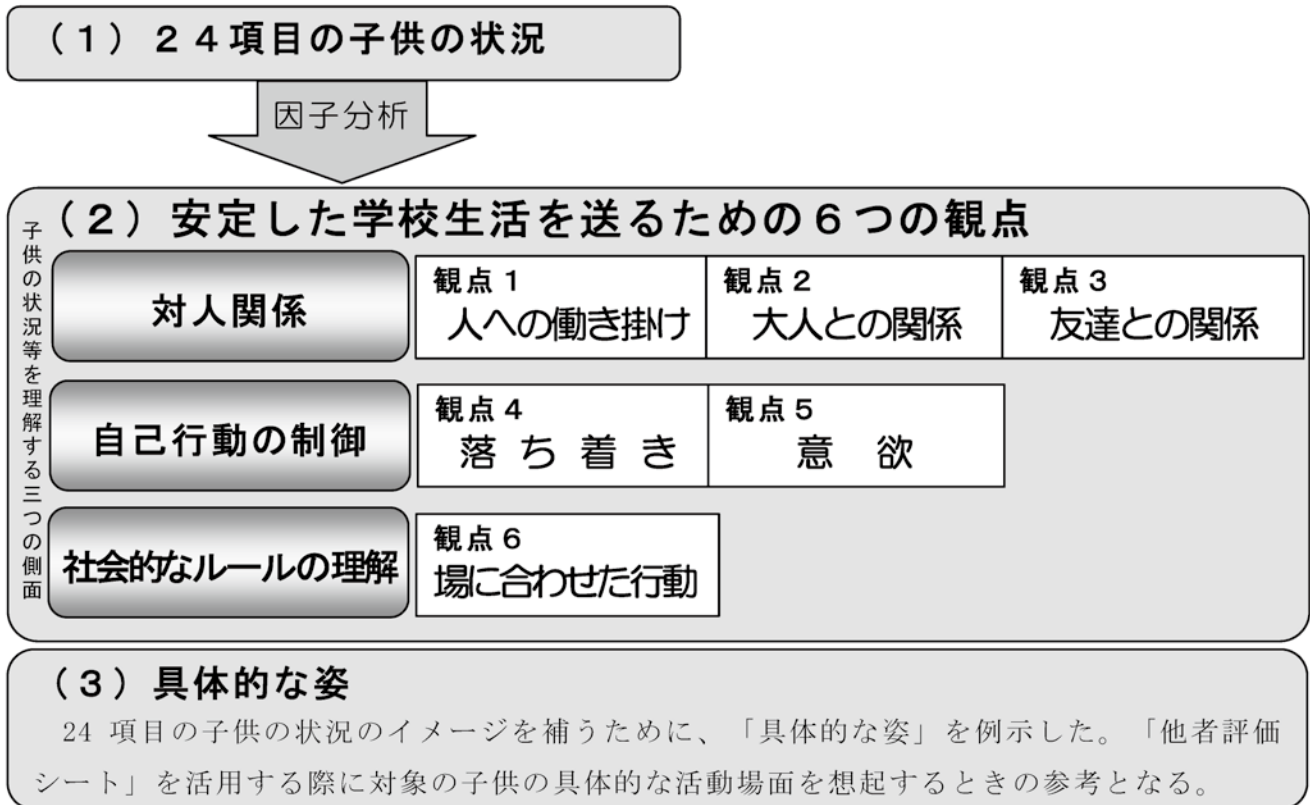 （１）２４項目の子供の状況
因子分析
（２）安定した学校生活を送るための６つの観点
子供の状況等を理解する三つの側面
対人関係
観点１
人への働き掛け
観点２
大人との関係
観点３
友達との関係
自己行動の制御
観点４
落ち着き
観点５
意欲
社会的なルールの理解
観点６
場に合わせた行動
（３）具体的な姿
24 項目の子供の状況のイメージを補うために、「具体的な姿」を例示した。「他者評価
シート」を活用する際に対象の子供の具体的な活動場面を想起するときの参考となる。